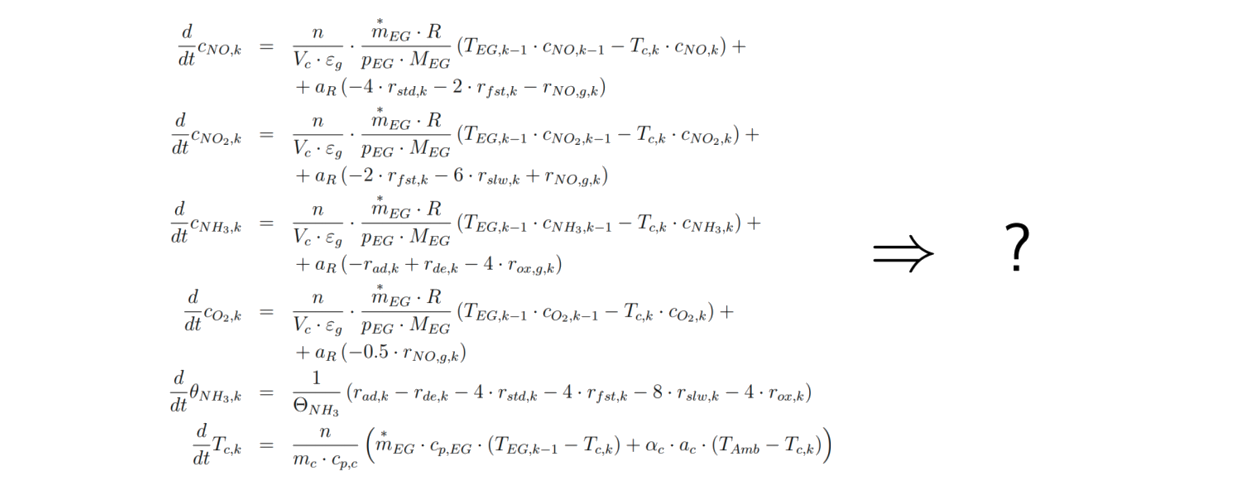 d/dt c_{NO,k} = n/(V_c · ε_g) · (ṁ*_{EG} · R)/(p_{EG} · M_{EG}) (T_{EG,k−1} · c_{NO,k−1} − T_{c,k} · c_{NO,k}) +
+ a_R (−4 · r_{std,k} − 2 · r_{fst,k} − r_{NO,g,k})
d/dt c_{NO_2,k} = n/(V_c · ε_g) · (m*_{EG} · R)/(p_{EG} · M_{EG}) (T_{EG,k−1} · c_{NO_2,k−1} − T_{c,k} · c_{NO_2,k}) +
+ a_R (−2 · r_{fst,k} − 6 · r_{slw,k} + r_{NO,g,k})
d/dt c_{NH_3,k} = n/(V_c · ε_g) · (m*_{EG} · R)/(p_{EG} · M_{EG}) (T_{EG,k−1} · c_{NH_3,k−1} − T_{c,k} · c_{NH_3,k}) +
+ a_R (−r_{ad,k} + r_{de,k} − 4 · r_{ox,g,k})
⇒ ?
d/dt c_{O_2,k} = n/(V_c · ε_g) · (m*_{EG} · R)/(p_{EG} · M_{EG}) (T_{EG,k−1} · c_{O_2,k−1} − T_{c,k} · c_{O_2,k}) +
+ a_R (−0.5 · r_{NO,g,k})
d/dt θ_{NH_3,k} = 1/Θ_{NH_3} (r_{ad,k} − r_{de,k} − 4 · r_{std,k} − 4 · r_{fst,k} − 8 · r_{slw,k} − 4 · r_{ox,k})
d/dt T_{c,k} = n/(m_c · c_{p,c}) (m*_{EG} · c_{p,EG} · (T_{EG,k−1} − T_{c,k}) + α_c · a_c · (T_{Amb} − T_{c,k}))